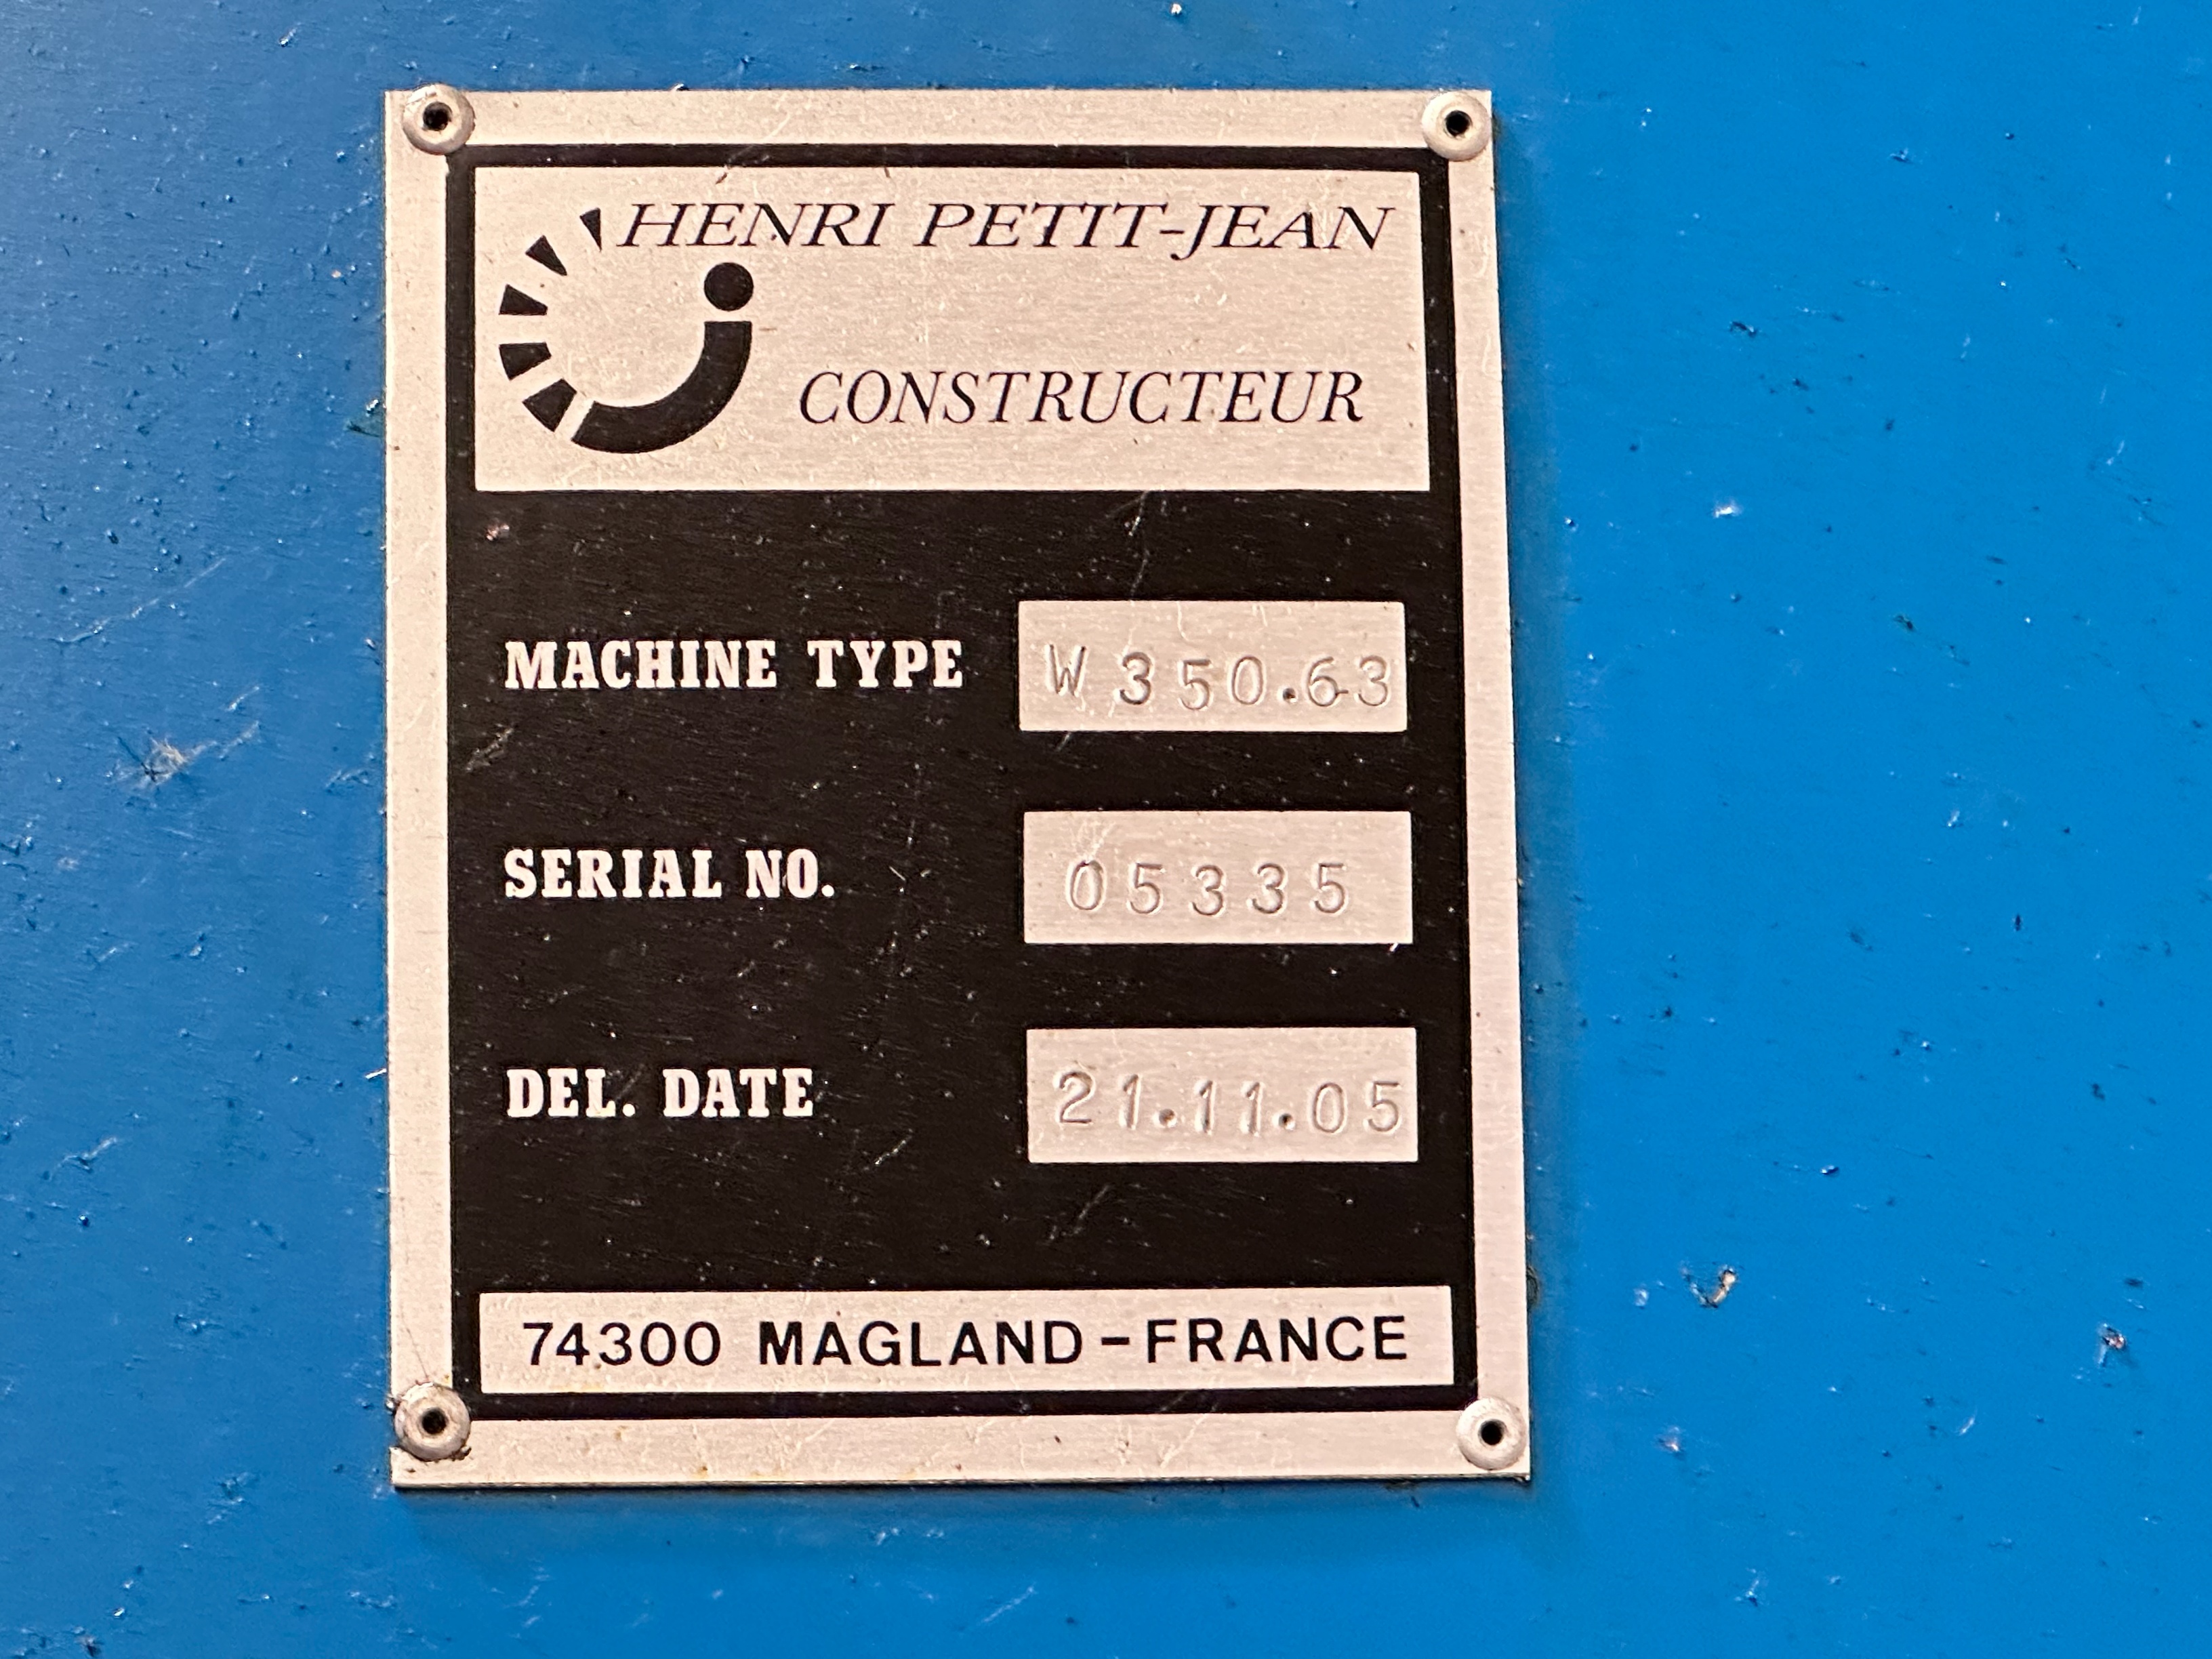 HENRI PETIT-JEAN
CONSTRUCTEUR
MACHINE TYPE W 350.63
SERIAL NO. 05335
DEL. DATE 21.11.05
74300 MAGLAND-FRANCE